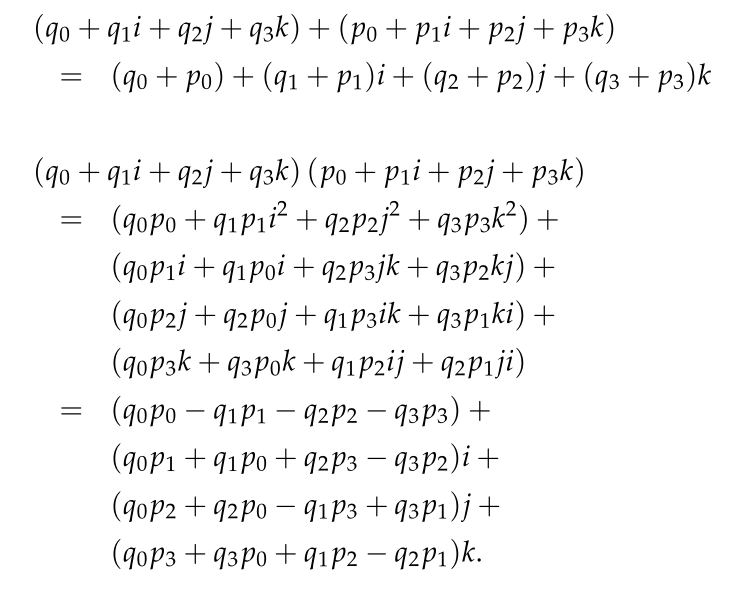 (q₀ + q₁i + q₂j + q₃k) + (p₀ + p₁i + p₂j + p₃k)
= (q₀ + p₀) + (q₁ + p₁)i + (q₂ + p₂)j + (q₃ + p₃)k
(q₀ + q₁i + q₂j + q₃k) (p₀ + p₁i + p₂j + p₃k)
= (q₀p₀ + q₁p₁i² + q₂p₂j² + q₃p₃k²) +
(q₀p₁i + q₁p₀i + q₂p₃jk + q₃p₂kj) +
(q₀p₂j + q₂p₀j + q₁p₃ik + q₃p₁ki) +
(q₀p₃k + q₃p₀k + q₁p₂ij + q₂p₁ji)
= (q₀p₀ − q₁p₁ − q₂p₂ − q₃p₃) +
(q₀p₁ + q₁p₀ + q₂p₃ − q₃p₂)i +
(q₀p₂ + q₂p₀ − q₁p₃ + q₃p₁)j +
(q₀p₃ + q₃p₀ + q₁p₂ − q₂p₁)k.